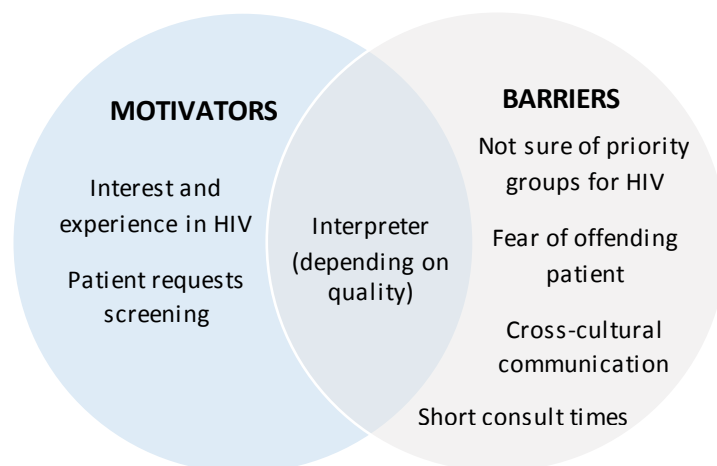 MOTIVATORS
Interest and
experience in HIV
Patient requests
screening
Interpreter
(depending on
quality)
BARRIERS
Not sure of priority
groups for HIV
Fear of offending
patient
Cross-cultural
communication
Short consult times